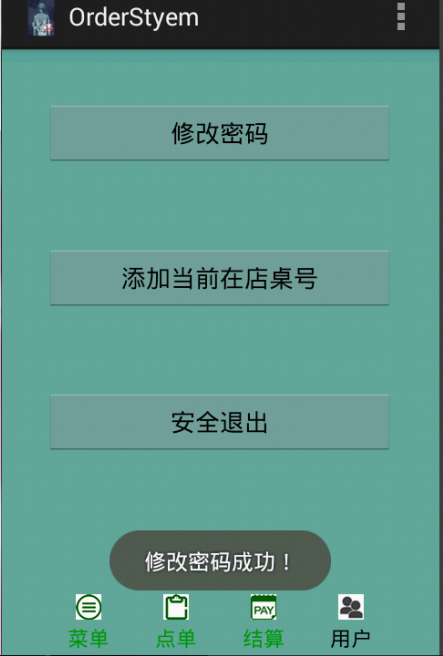 OrderStyem
修改密码
添加当前在店桌号
安全退出
修改密码成功！
PAY
菜单 点单 结算 用户